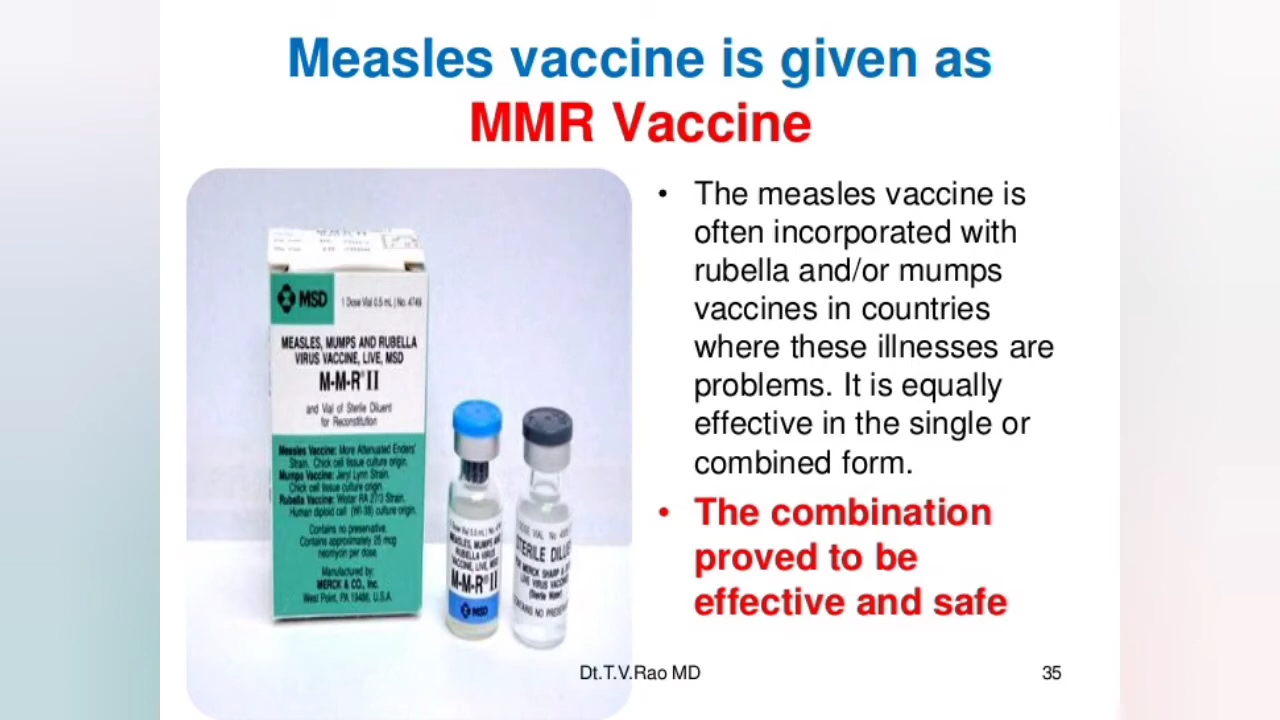 Measles vaccine is given as
MMR Vaccine
• The measles vaccine is
often incorporated with
rubella and/or mumps
vaccines in countries
where these illnesses are
problems. It is equally
effective in the single or
combined form.
• The combination
proved to be
effective and safe
MSD
1 Dose Vial 0.5 mL | No. 4749
MEASLES, MUMPS AND RUBELLA
VIRUS VACCINE, LIVE, MSD
M-M-R® II
and Vial of Sterile Diluent
for Reconstitution
Measles Vaccine: More Attenuated Enders'
Strain. Chick cell tissue culture origin.
Mumps Vaccine: Jeryl Lynn Strain.
Chick cell tissue culture origin.
Rubella Vaccine: Wistar RA 27/3 Strain.
Human diploid cell (WI-38) culture origin.
Contains no preservative.
Contains approximately 25 mcg
neomycin per dose.
Manufactured by:
MERCK & CO., Inc.
West Point, PA 19486, U.S.A.
MEASLES, MUMPS
RUBELLA VIRUS
VACCINE, LIVE, MSD
M-M-R® II
MSD
STERILE DILU
MERCK SHARP &
LIVE VIRUS VACCIN
(Sterile Water)
Dt.T.V.Rao MD
35